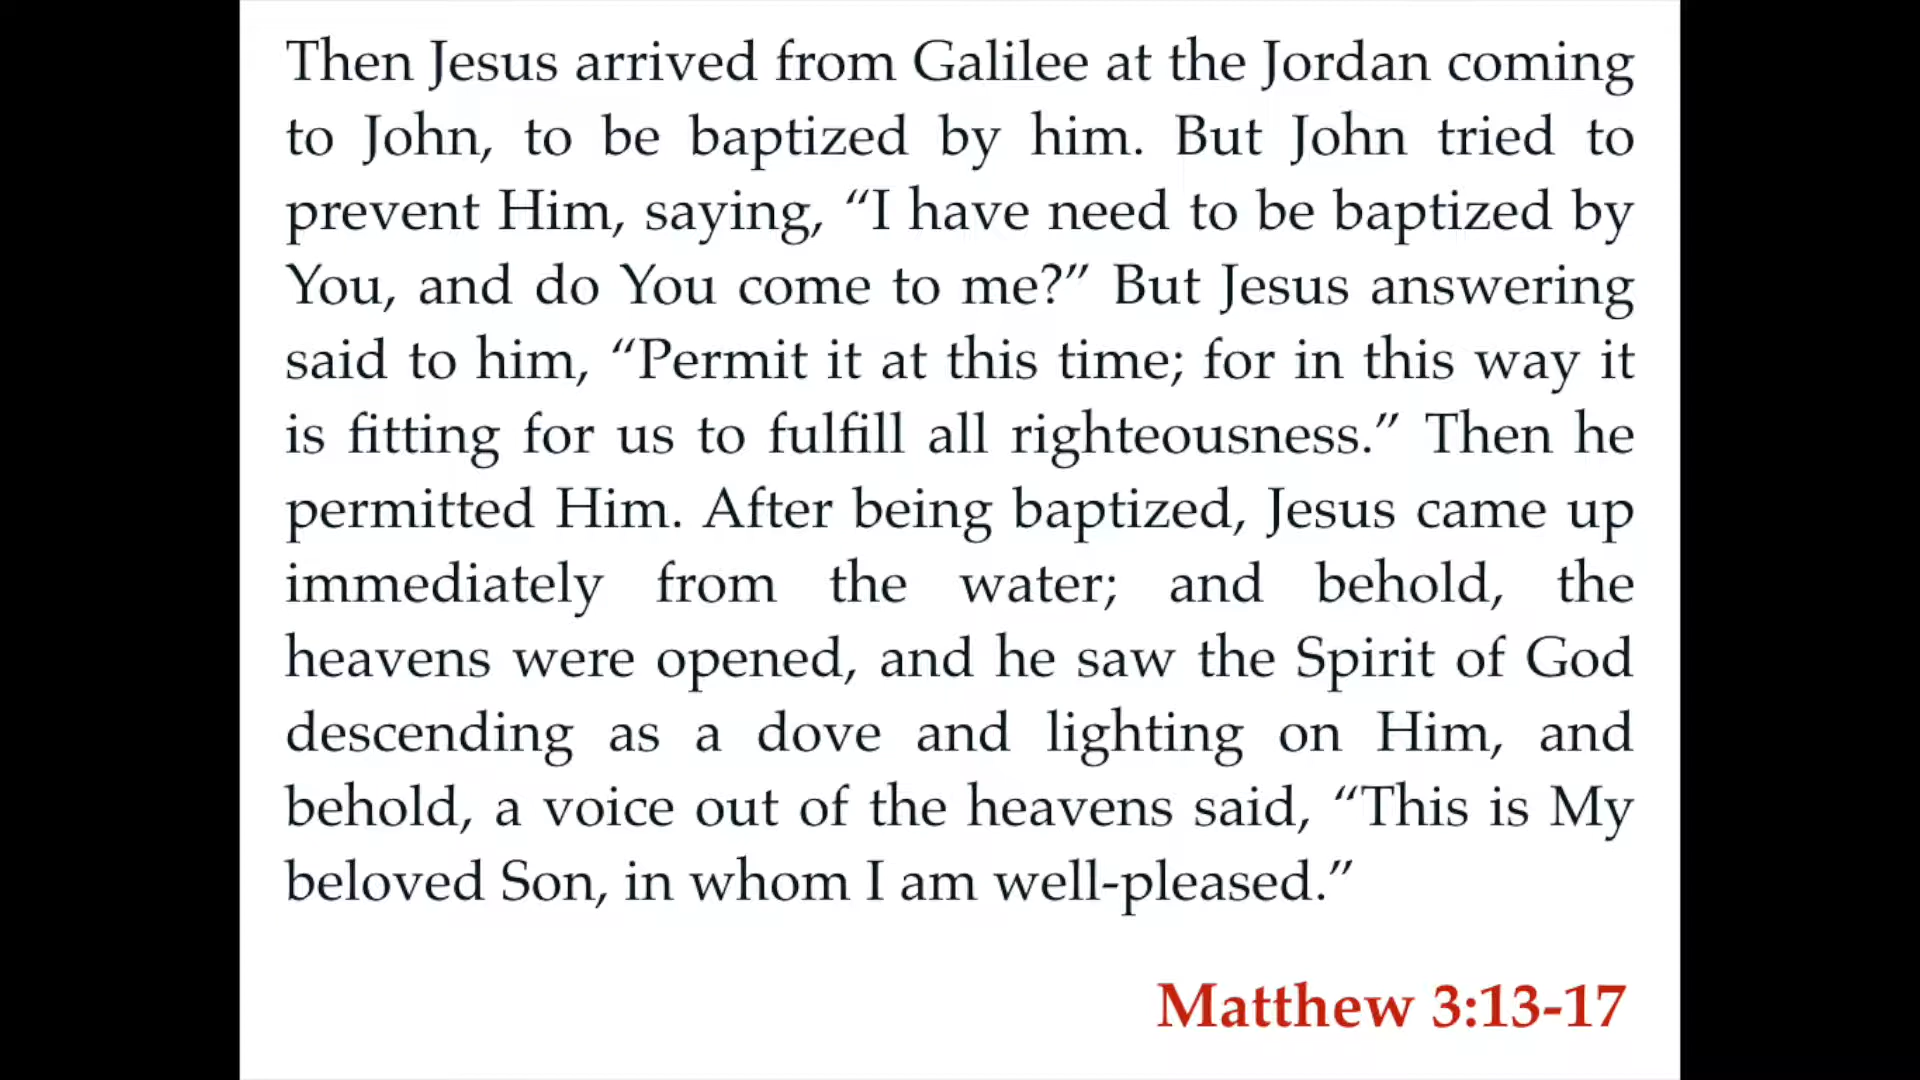 Then Jesus arrived from Galilee at the Jordan coming
to John, to be baptized by him. But John tried to
prevent Him, saying, “I have need to be baptized by
You, and do You come to me?” But Jesus answering
said to him, “Permit it at this time; for in this way it
is fitting for us to fulfill all righteousness.” Then he
permitted Him. After being baptized, Jesus came up
immediately from the water; and behold, the
heavens were opened, and he saw the Spirit of God
descending as a dove and lighting on Him, and
behold, a voice out of the heavens said, “This is My
beloved Son, in whom I am well-pleased.”
Matthew 3:13-17